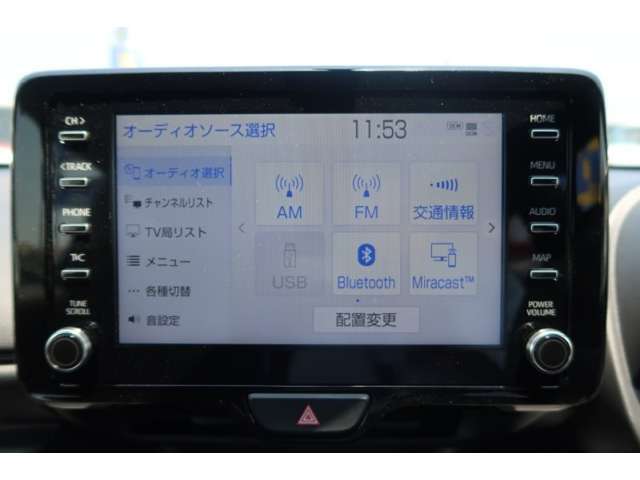 CH>
<TRACK
PHONE
TUNE
SCROLL
オーディオソース選択
11:53
DCM
オーディオ選択
チャンネルリスト
TV局リスト
メニュー
各種切替
音設定
AM
FM
交通情報
USB
Bluetooth
Miracast™
配置変更
HOME
MENU
AUDIO
MAP
POWER
VOLUME